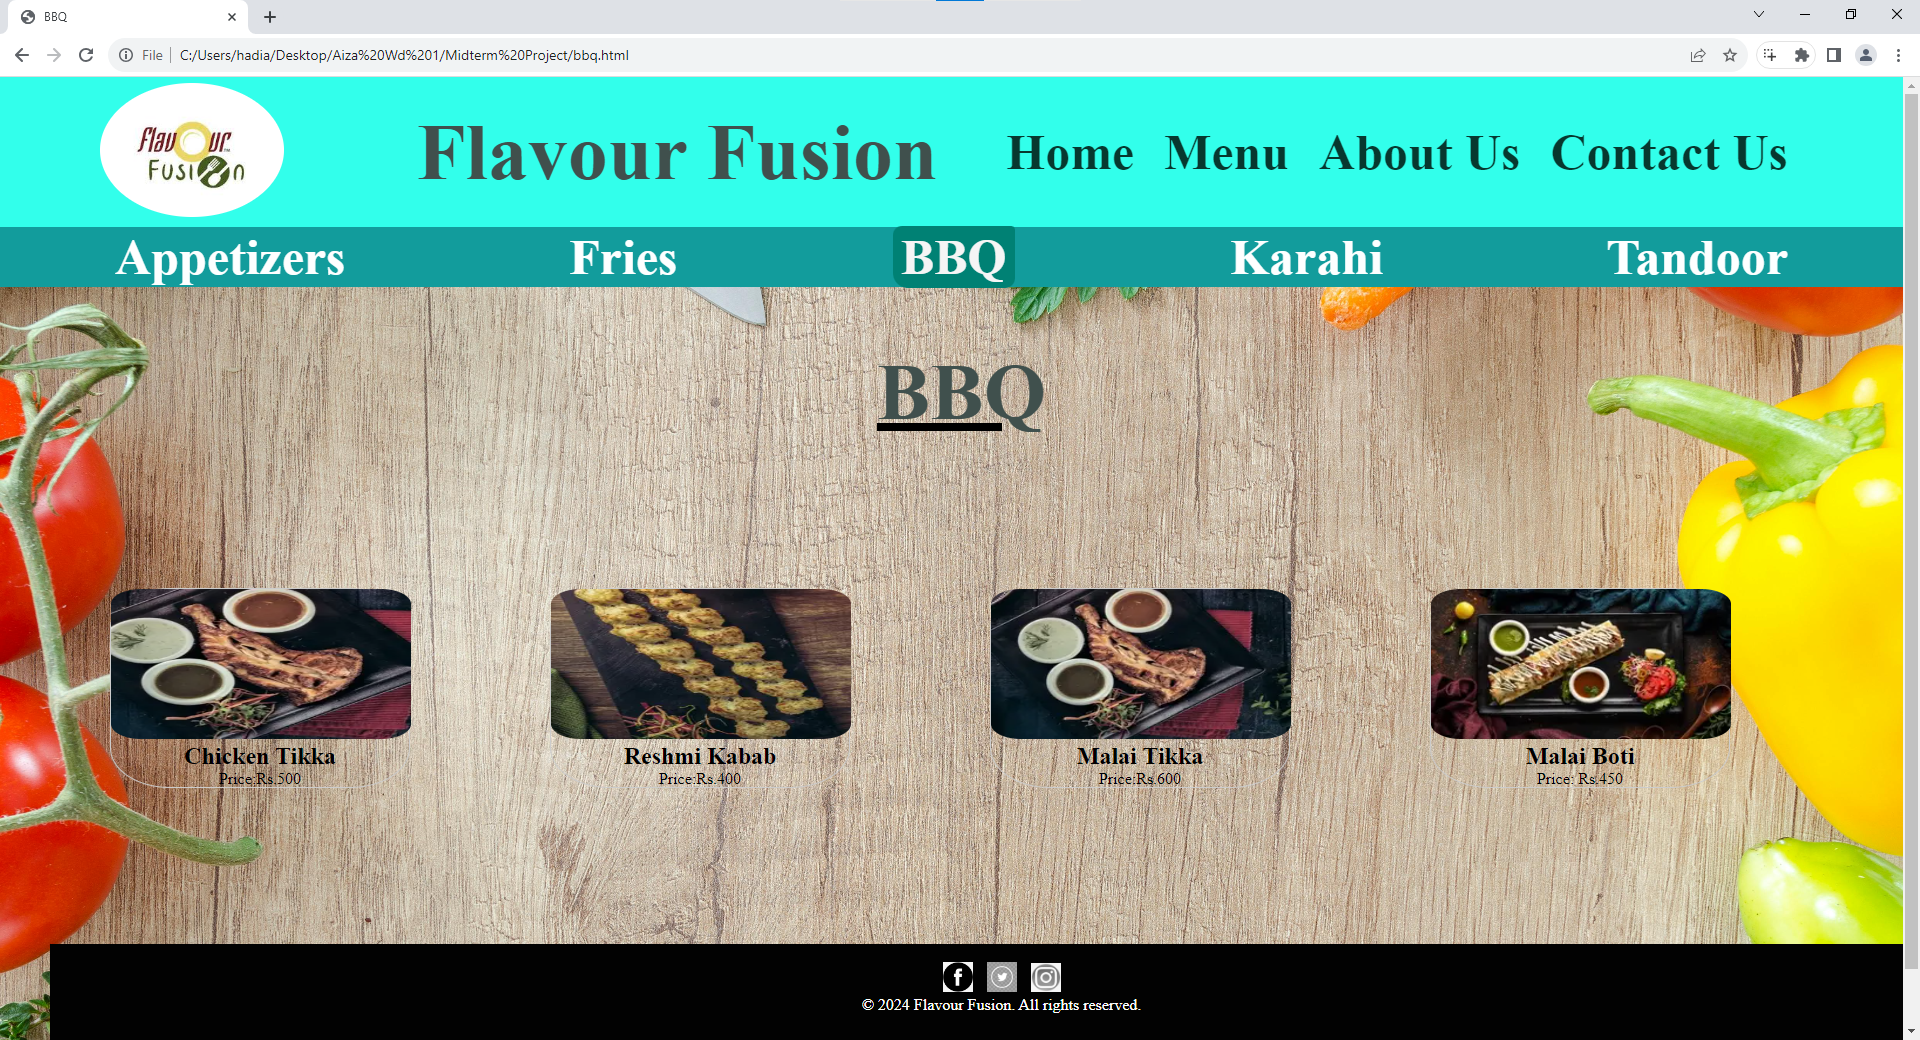 BBQ
File
C:/Users/hadia/Desktop/Aiza%20Wd%201/Midterm%20Project/bbq.html
flavour
Fusion
Flavour Fusion
Home Menu About Us Contact Us
Appetizers Fries BBQ Karahi Tandoor
BBQ
Chicken Tikka
Price:Rs.500
Reshmi Kabab
Price:Rs.400
Malai Tikka
Price:Rs.600
Malai Boti
Price: Rs.450
© 2024 Flavour Fusion. All rights reserved.